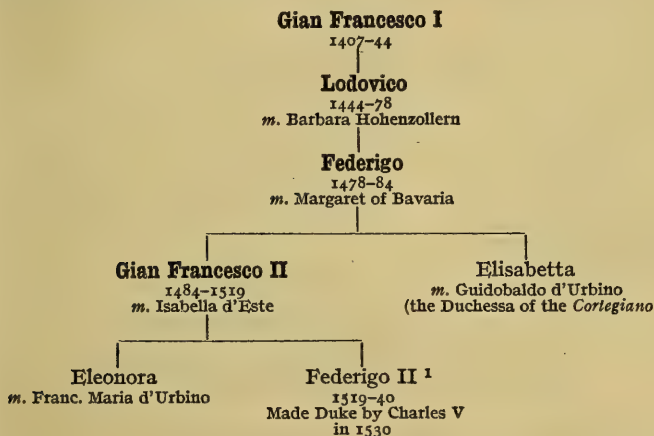 Gian Francesco I
1407–44
Lodovico
1444–78
m. Barbara Hohenzollern
Federigo
1478–84
m. Margaret of Bavaria
Gian Francesco II
1484–1519
m. Isabella d'Este
Elisabetta
m. Guidobaldo d'Urbino
(the Duchessa of the Cortegiano
Eleonora
m. Franc. Maria d'Urbino
Federigo II ¹
1519–40
Made Duke by Charles V
in 1530